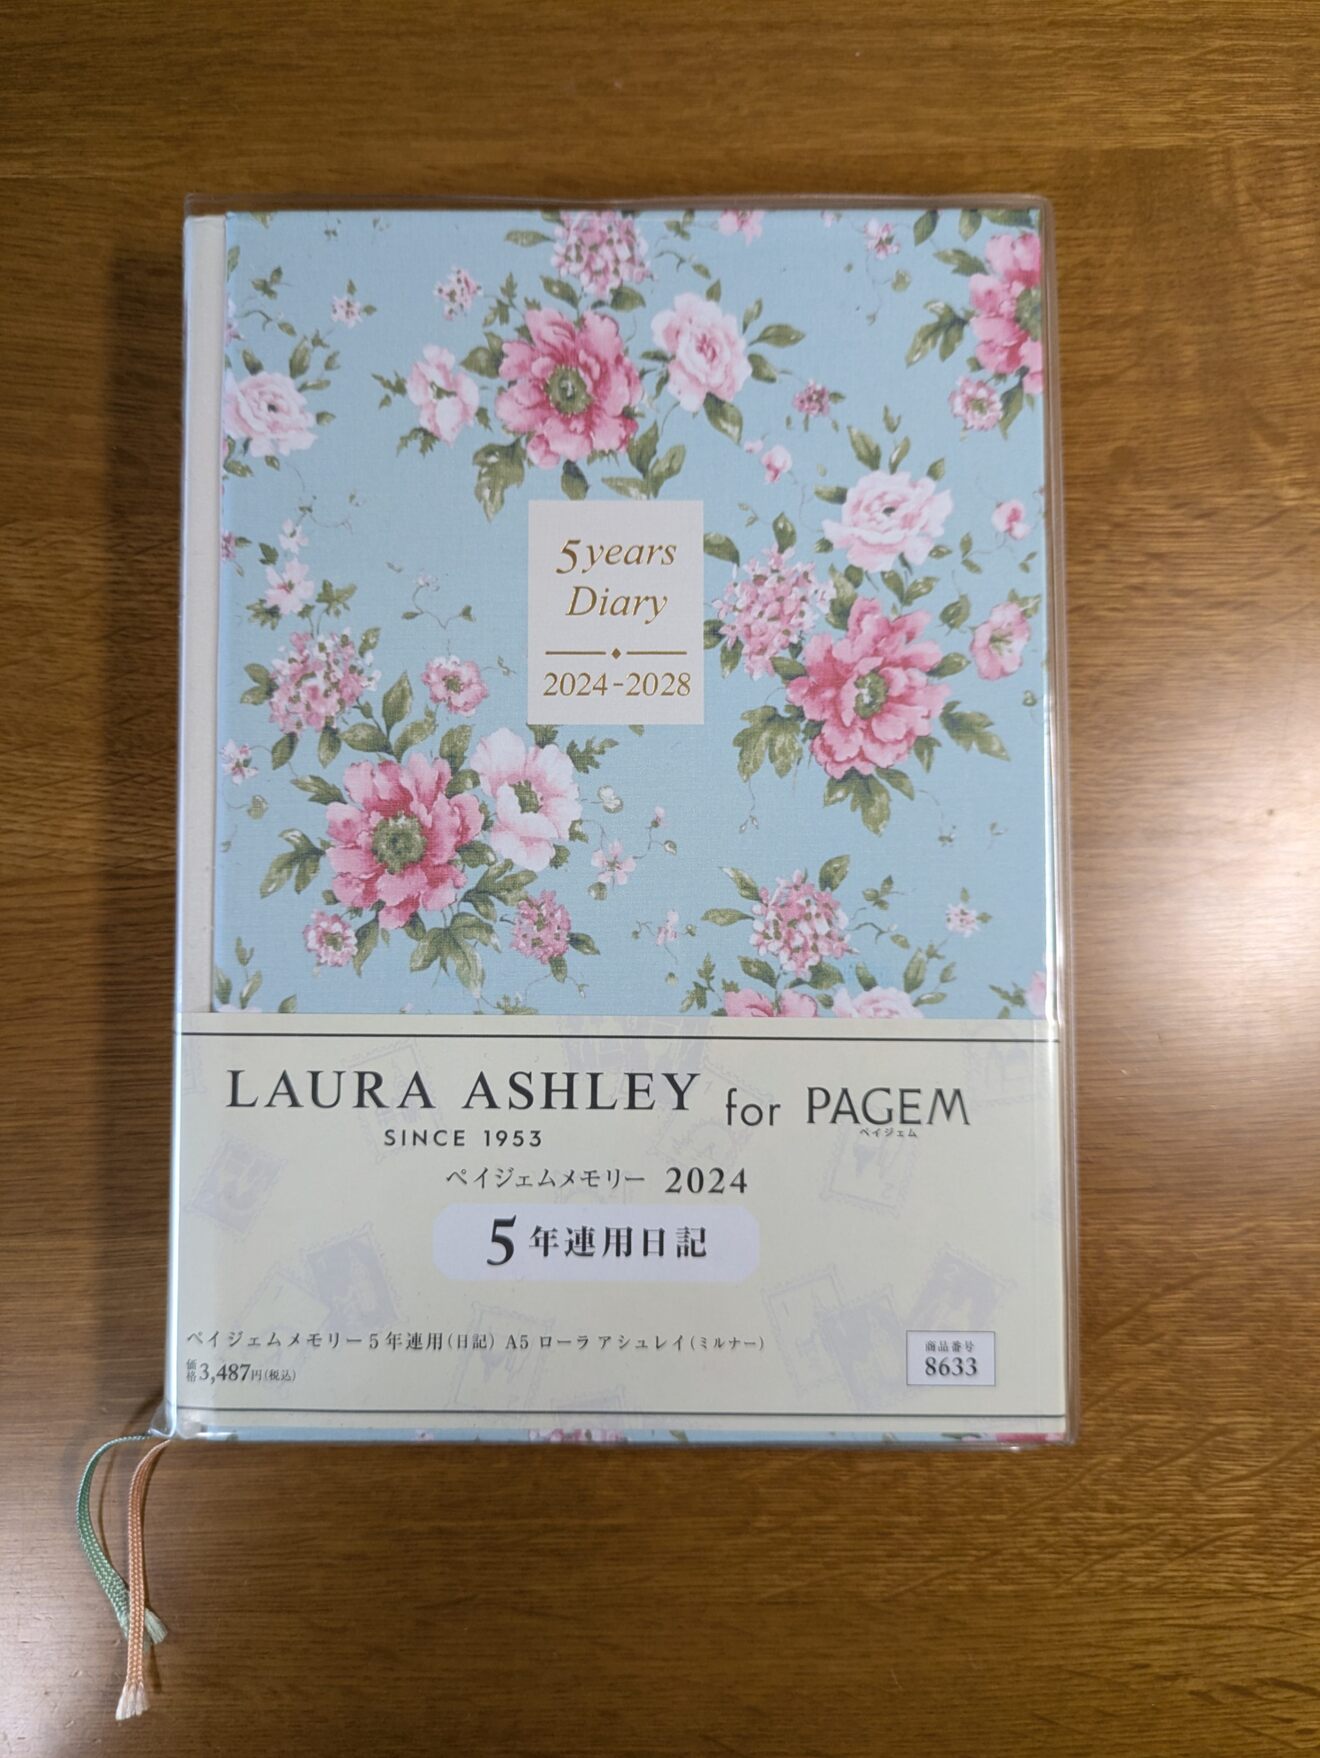 5years
Diary
2024-2028
LAURA ASHLEY for PAGEM
ペイジェム
SINCE 1953
ペイジェムメモリー 2024
5年連用日記
ペイジェムメモリー5年連用(日記) A5 ローラ アシュレイ(ミルナー)
価格3,487円(税込)
商品番号
8633